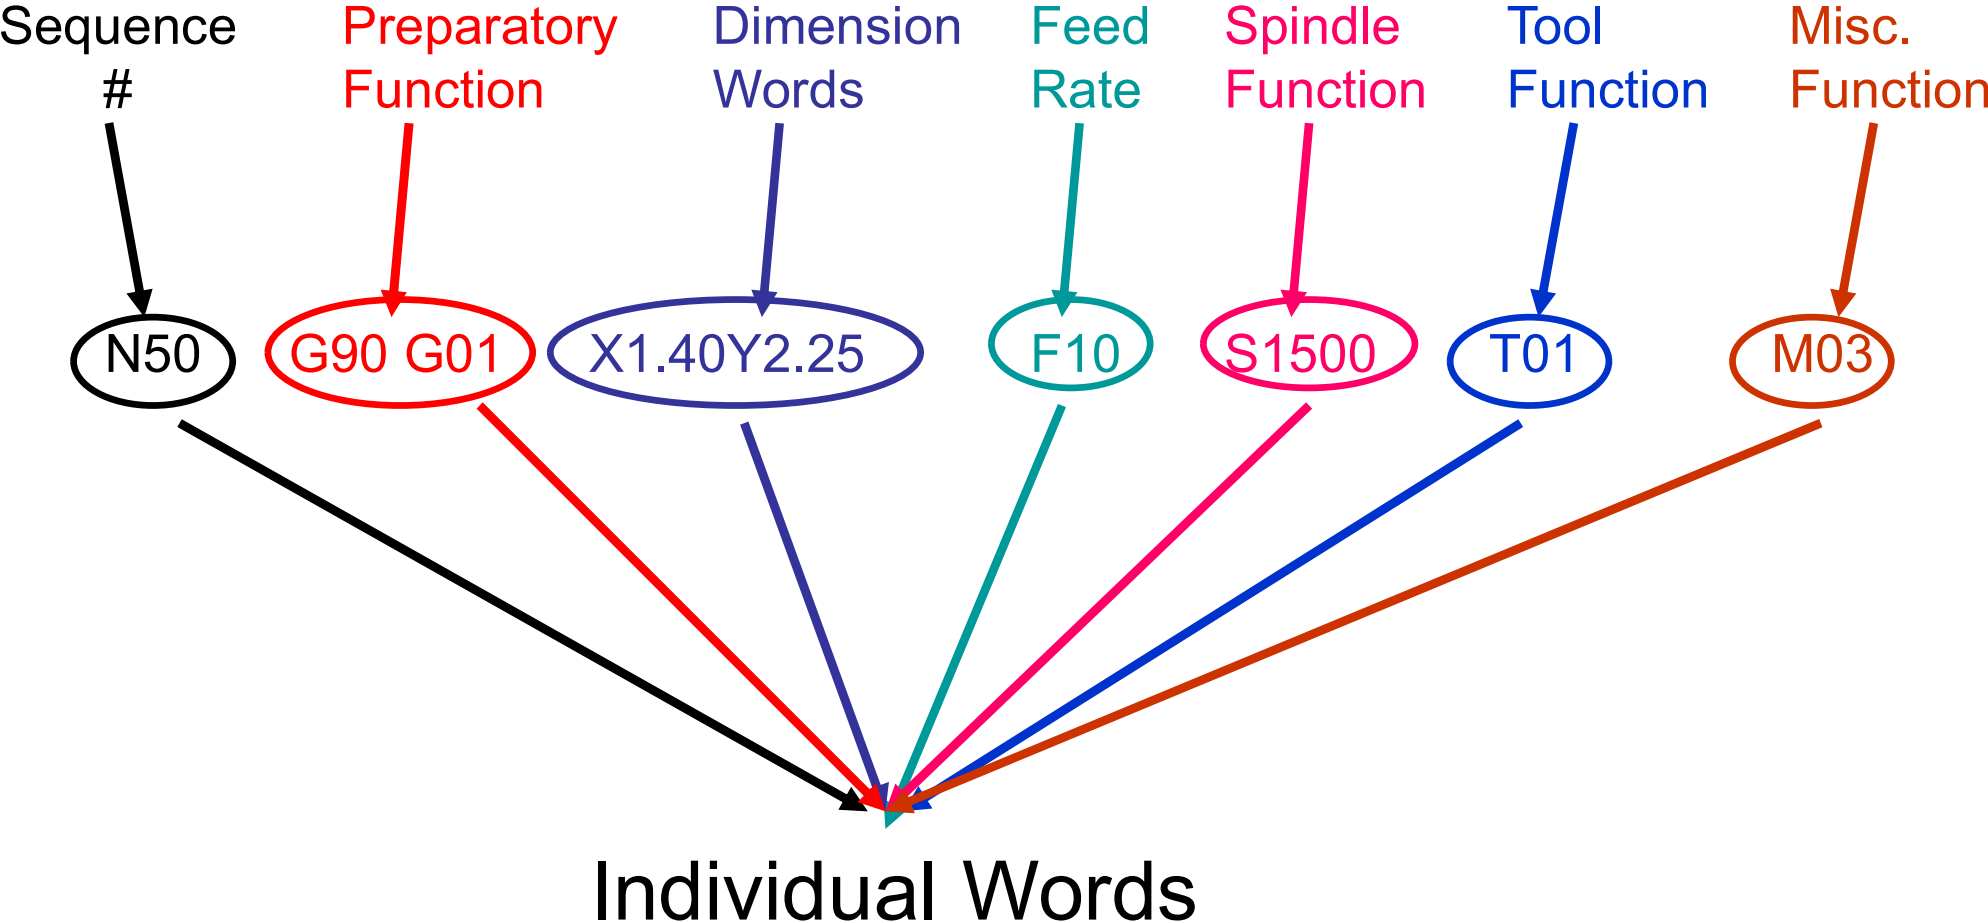 Sequence #
Preparatory Function
Dimension Words
Feed Rate
Spindle Function
Tool Function
Misc. Function
N50
G90 G01
X1.40Y2.25
F10
S1500
T01
M03
Individual Words